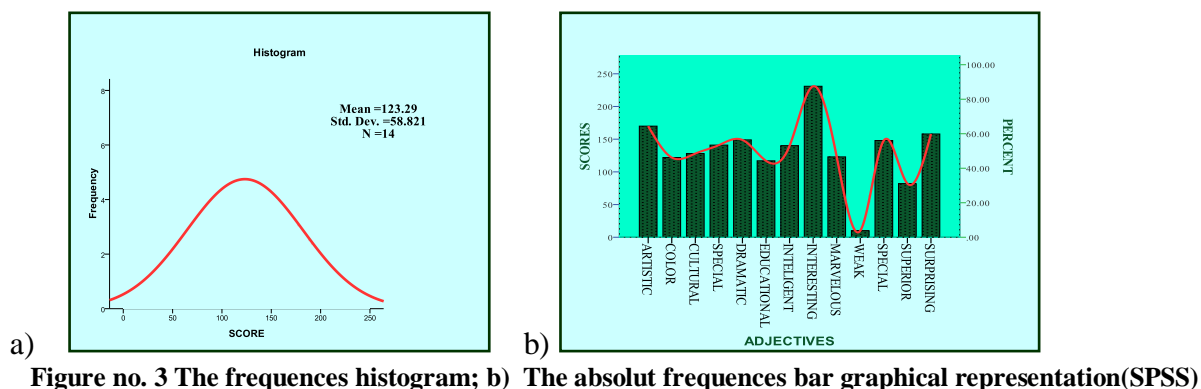 Histogram
Mean =123.29
Std. Dev. =58.821
N =14
Frequency
8
6
4
2
0
0 50 100 150 200 250
SCORE
a)
SCORES
250
200
150
100
50
0
PERCENT
100.00
80.00
60.00
40.00
20.00
.00
ARTISTIC
COLOR
CULTURAL
SPECIAL
DRAMATIC
EDUCATIONAL
INTELIGENT
INTERISTING
MARVELOUS
WEAK
SPECIAL
SUPERIOR
SURPRISING
ADJECTIVES
b)
Figure no. 3 The frequences histogram; b) The absolut frequences bar graphical representation(SPSS)